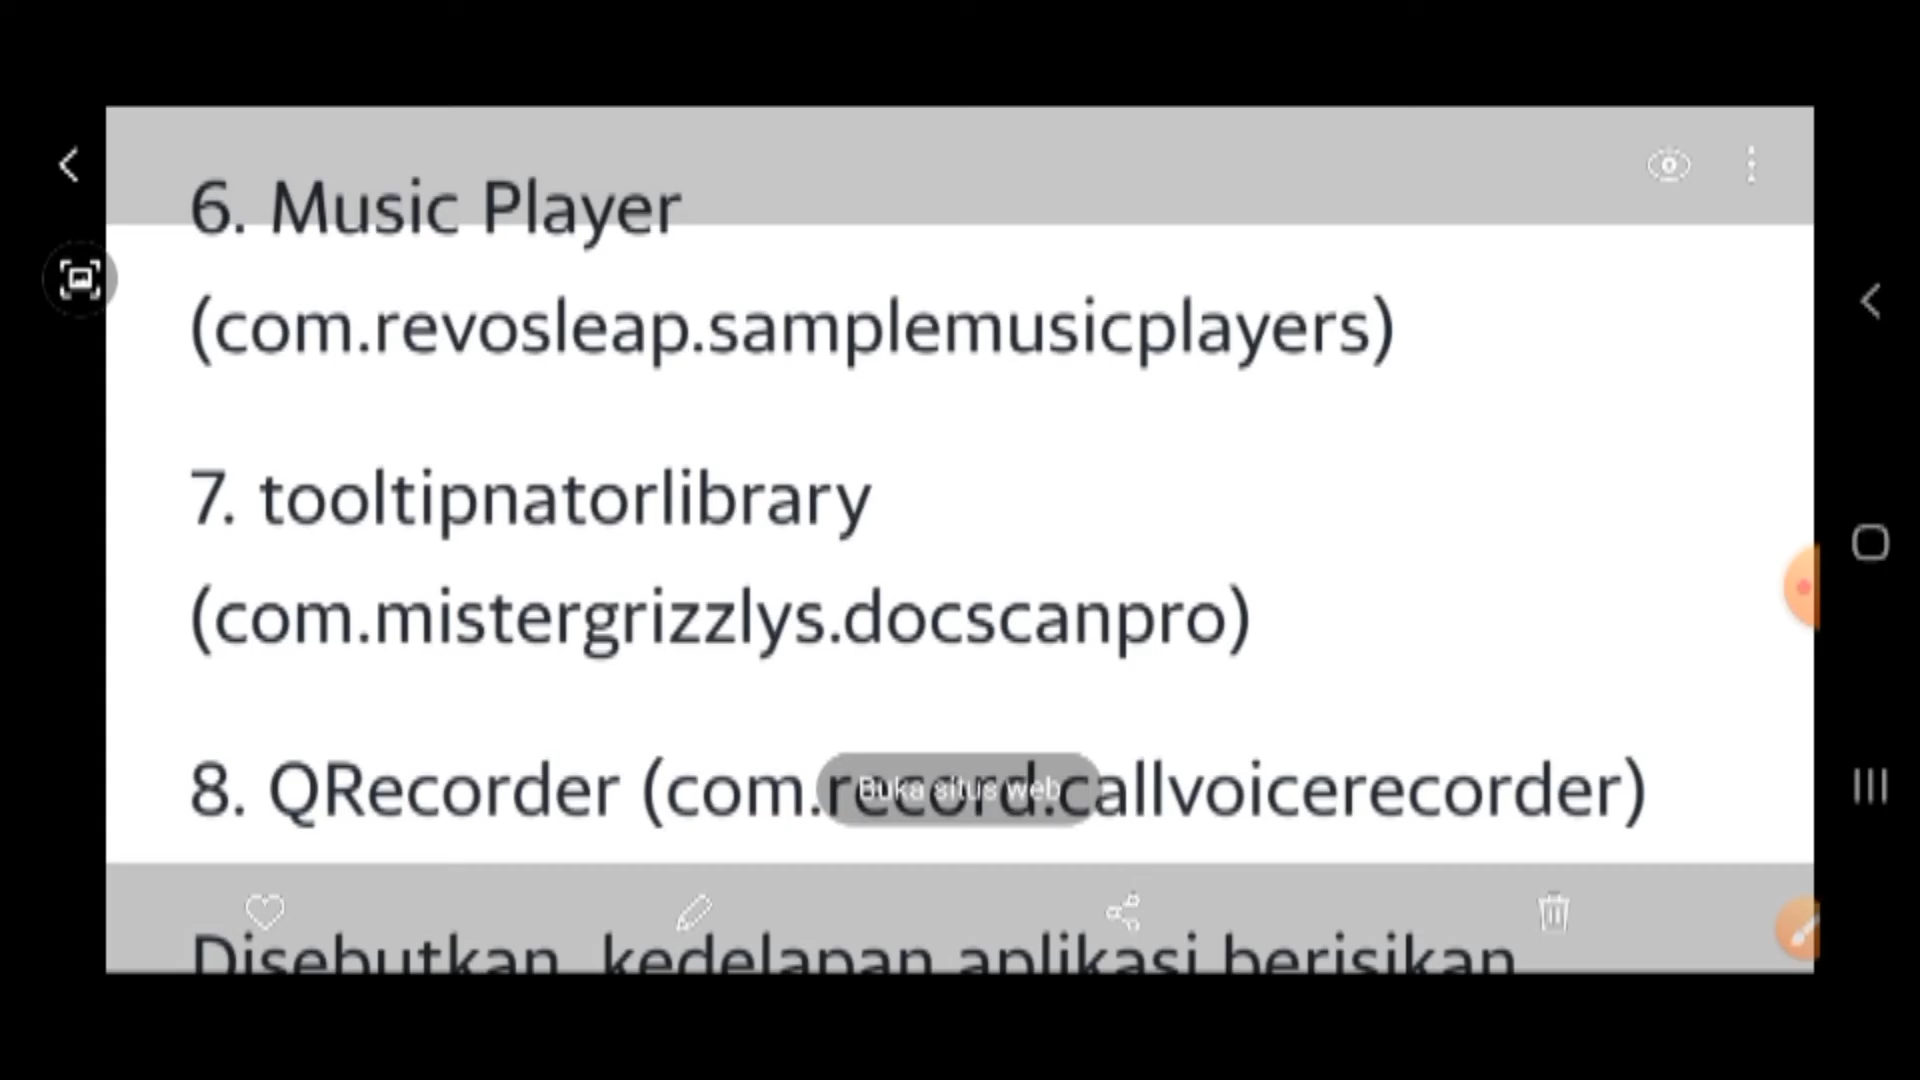 6. Music Player
(com.revosleap.samplemusicplayers)
7. tooltipnatorlibrary
(com.mistergrizzlys.docscanpro)
8. QRecorder (com.record.callvoicerecorder)
Buka situs web
Disebutkan, kedelapan aplikasi berisikan